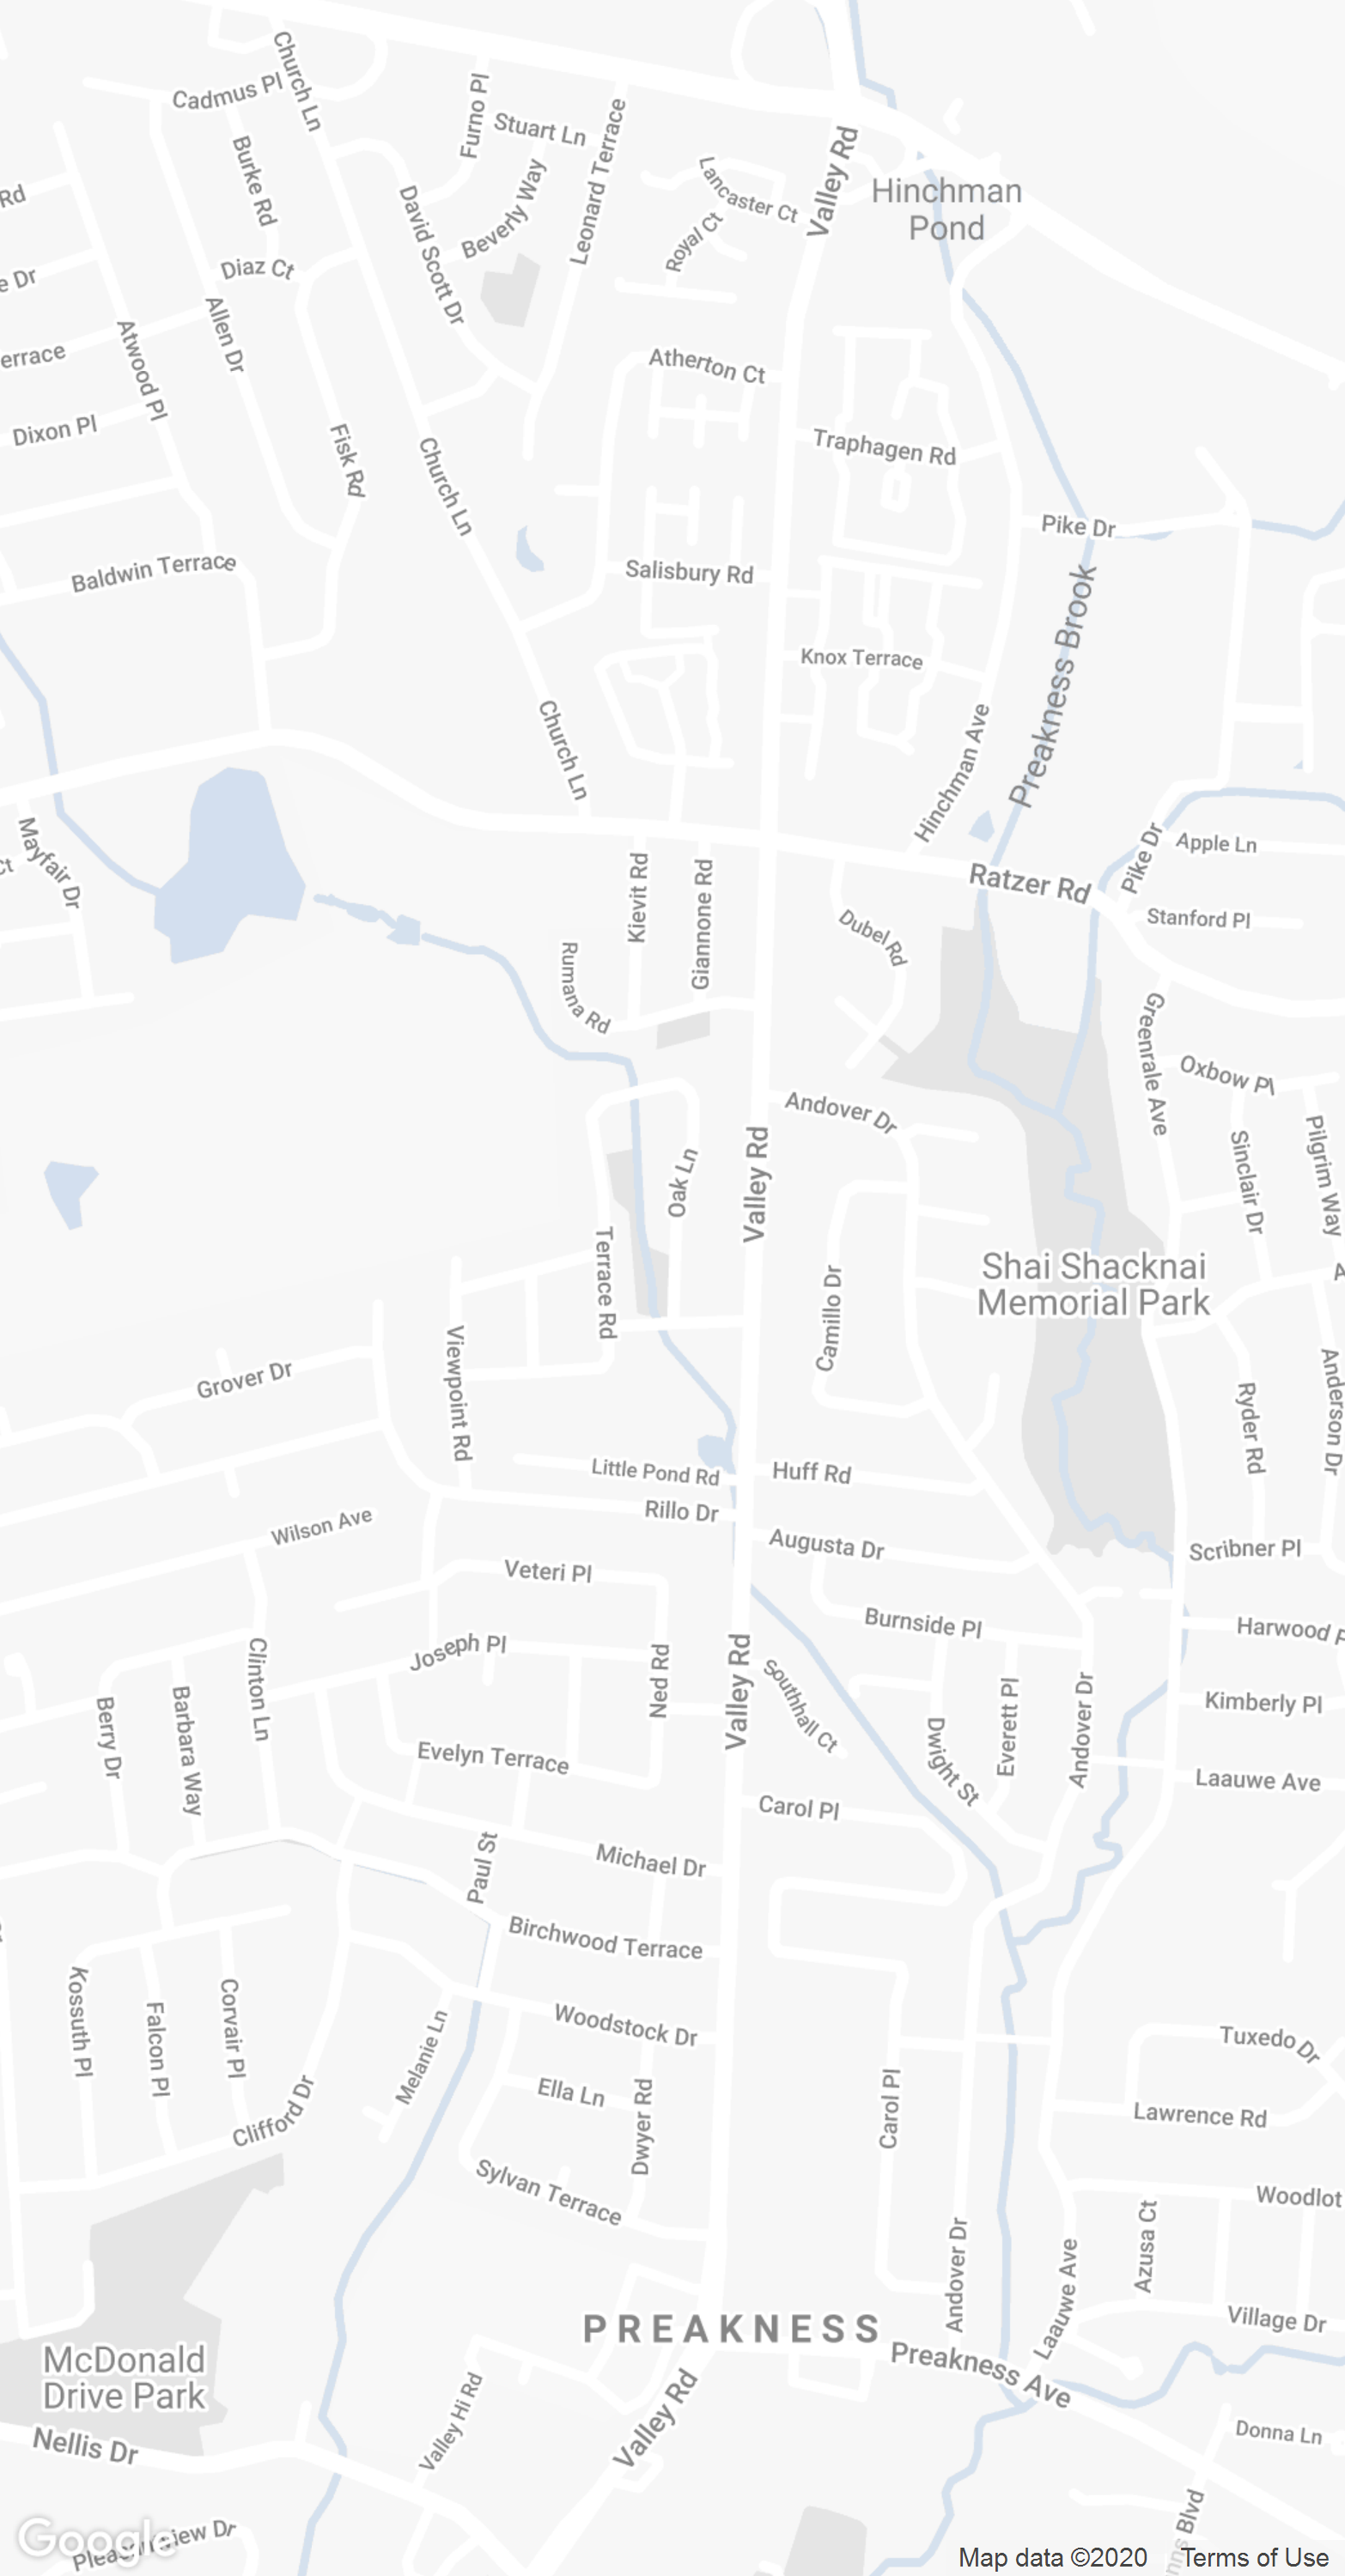 Church Ln
Cadmus Pl
Furno Pl
Stuart Ln
Leonard Terrace
Valley Rd
Burke Rd
Beverly Way
Lancaster Ct
Hinchman
Pond
Rd
David Scott Dr
Royal Ct
Diaz Ct
e Dr
Allen Dr
Atwood Pl
errace
Atherton Ct
Dixon Pl
Fisk Rd
Church Ln
Traphagen Rd
Pike Dr
Baldwin Terrace
Salisbury Rd
Preakness Brook
Knox Terrace
Church Ln
Hinchman Ave
Mayfair Dr
Ct
Kievit Rd
Giannone Rd
Ratzer Rd
Pike Dr
Apple Ln
Stanford Pl
Dubel Rd
Rumana Rd
Greenrale Ave
Oxbow Pl
Andover Dr
Valley Rd
Oak Ln
Sinclair Dr
Pilgrim Way
Terrace Rd
Shai Shacknai
Memorial Park
A
Camillo Dr
Viewpoint Rd
Grover Dr
Ryder Rd
Anderson Dr
Little Pond Rd
Huff Rd
Rillo Dr
Wilson Ave
Augusta Dr
Scribner Pl
Veteri Pl
Burnside Pl
Harwood P
Joseph Pl
Clinton Ln
Ned Rd
Valley Rd
Southhall Ct
Everett Pl
Andover Dr
Kimberly Pl
Berry Dr
Barbara Way
Evelyn Terrace
Dwight St
Laauwe Ave
Carol Pl
Paul St
Michael Dr
Birchwood Terrace
Kossuth Pl
Falcon Pl
Corvair Pl
Woodstock Dr
Tuxedo Dr
Melanie Ln
Ella Ln
Dwyer Rd
Carol Pl
Lawrence Rd
Clifford Dr
Sylvan Terrace
Woodlot
Andover Dr
Laauwe Ave
Azusa Ct
Village Dr
PREAKNESS
Preakness Ave
McDonald
Drive Park
Valley Hi Rd
Valley Rd
Nellis Dr
Donna Ln
nns Blvd
Google
Pleasantview Dr
Map data ©2020
Terms of Use